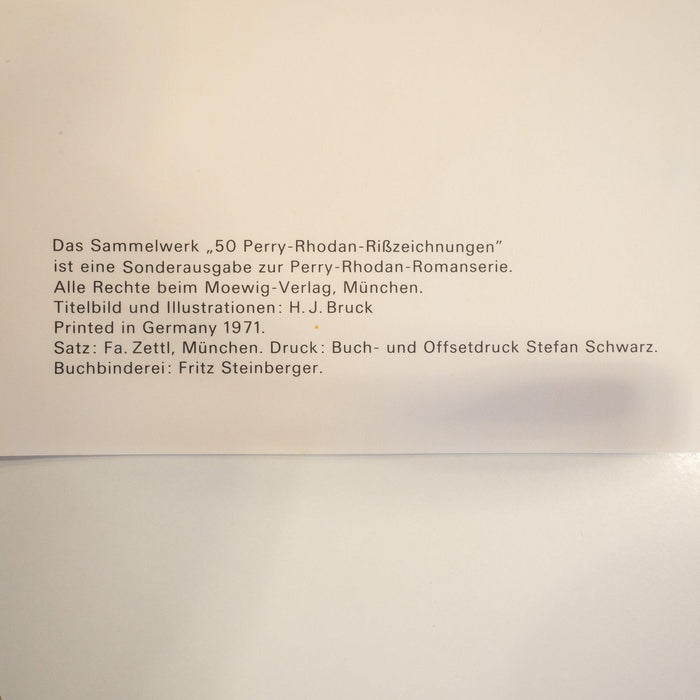 Das Sammelwerk „50 Perry-Rhodan-Rißzeichnungen”
ist eine Sonderausgabe zur Perry-Rhodan-Romanserie.
Alle Rechte beim Moewig-Verlag, München.
Titelbild und Illustrationen: H. J. Bruck
Printed in Germany 1971.
Satz: Fa. Zettl, München. Druck: Buch- und Offsetdruck Stefan Schwarz.
Buchbinderei: Fritz Steinberger.